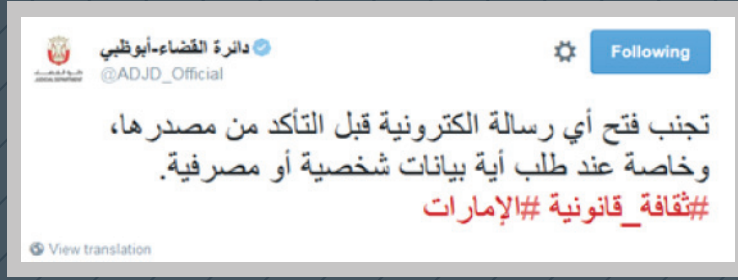 دائرة القضاء-أبوظبي
@ADJD_Official
Following
تجنب فتح أي رسالة الكترونية قبل التأكد من مصدرها،
وخاصة عند طلب أية بيانات شخصية أو مصرفية.
#ثقافة_قانونية #الإمارات
View translation